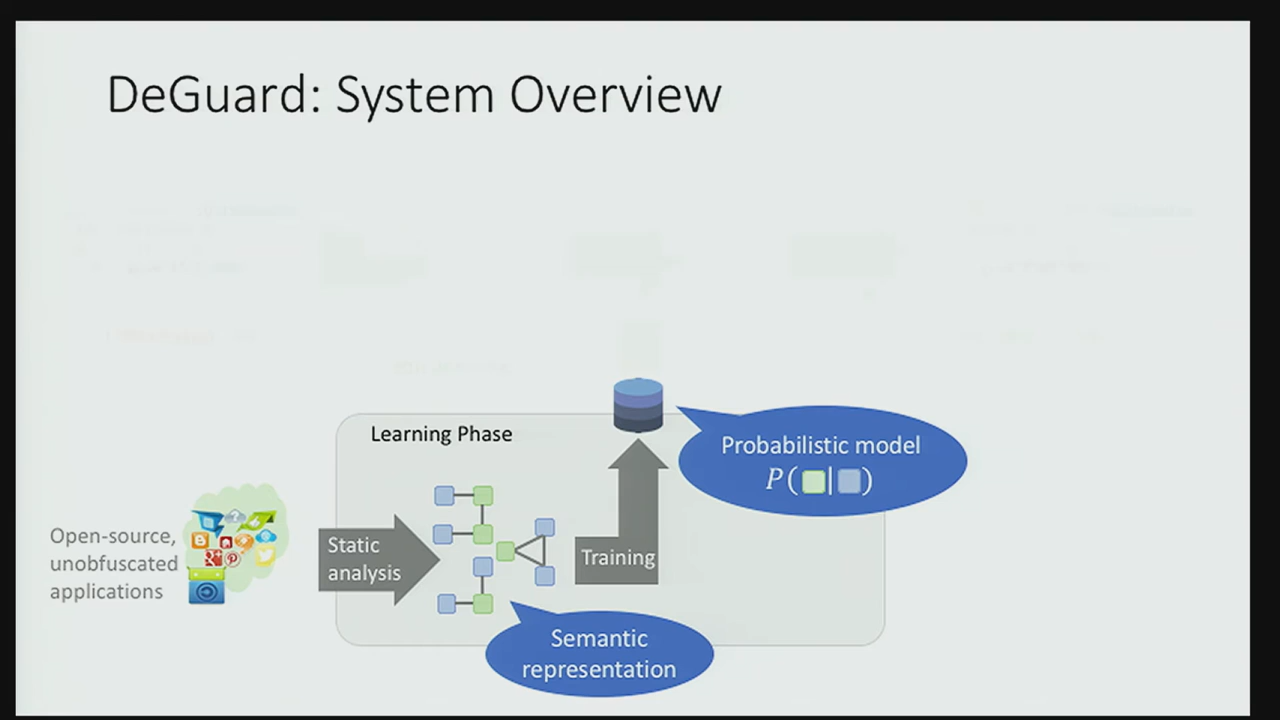 DeGuard: System Overview
Learning Phase
Probabilistic model
P( | )
Open-source,
unobfuscated
applications
Static
analysis
Training
Semantic
representation